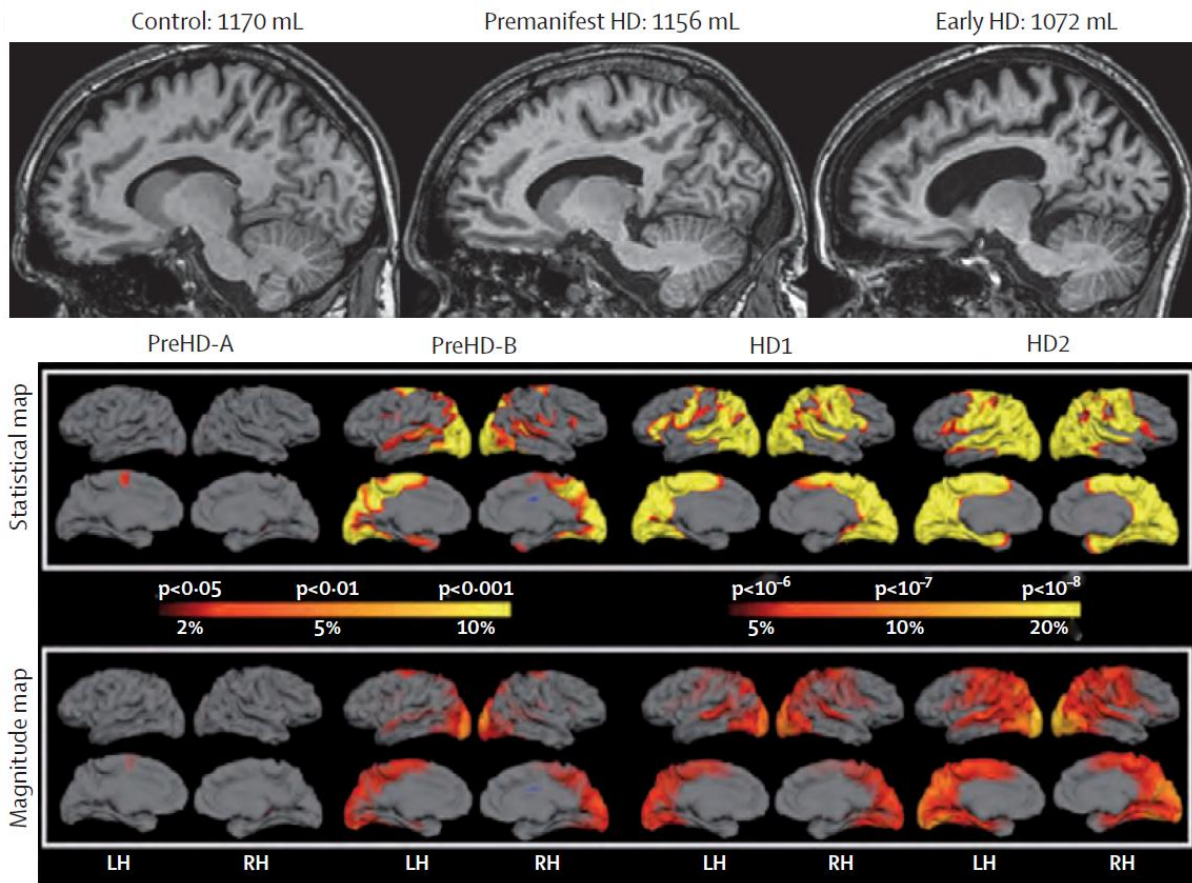 Control: 1170 mL Premanifest HD: 1156 mL Early HD: 1072 mL
PreHD-A PreHD-B HD1 HD2
Statistical map
p<0·05 p<0·01 p<0·001 p<10⁻⁶ p<10⁻⁷ p<10⁻⁸
2% 5% 10% 5% 10% 20%
Magnitude map
LH RH LH RH LH RH LH RH